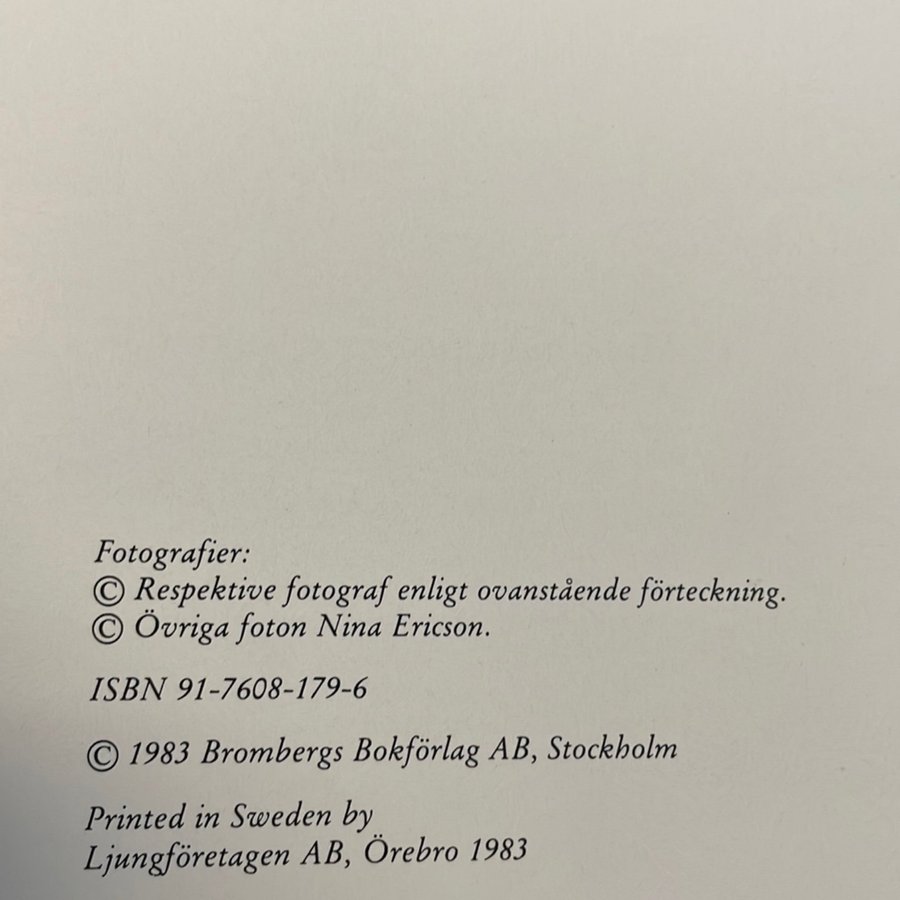 Fotografier:
© Respektive fotograf enligt ovanstående förteckning.
© Övriga foton Nina Ericson.
ISBN 91-7608-179-6
© 1983 Brombergs Bokförlag AB, Stockholm
Printed in Sweden by
Ljungföretagen AB, Örebro 1983